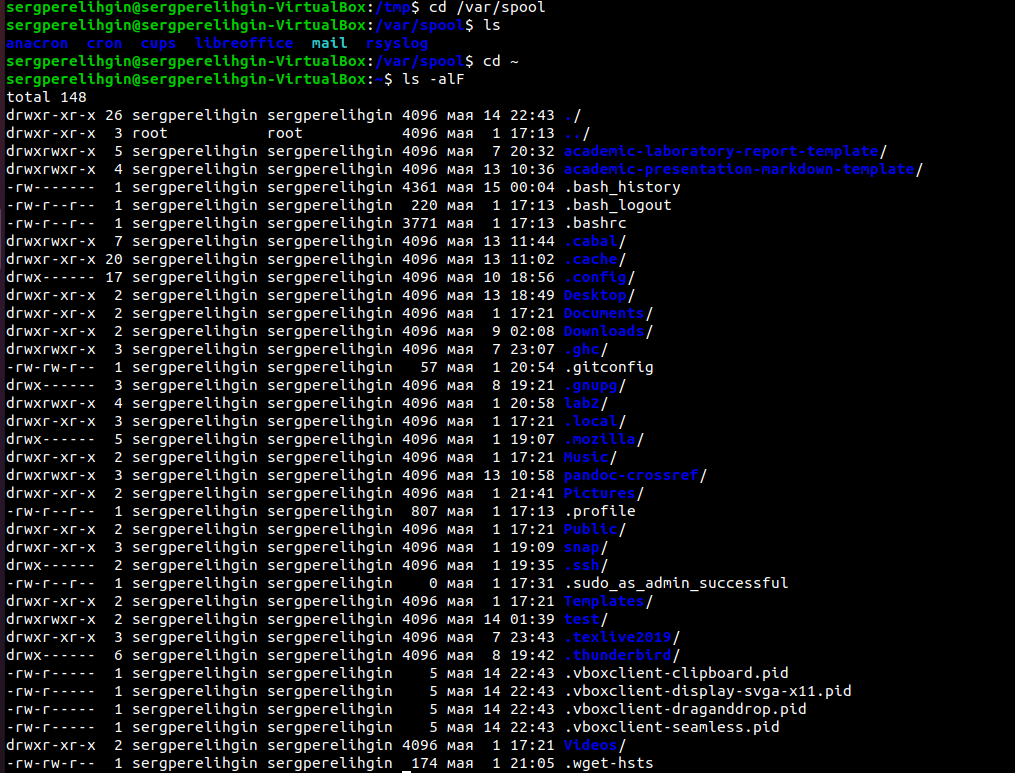 sergperelihgin@sergperelihgin-VirtualBox:/tmp$ cd /var/spool
sergperelihgin@sergperelihgin-VirtualBox:/var/spool$ ls
anacron  cron  cups  libreoffice  mail  rsyslog
sergperelihgin@sergperelihgin-VirtualBox:/var/spool$ cd ~
sergperelihgin@sergperelihgin-VirtualBox:~$ ls -alF
total 148
drwxr-xr-x 26 sergperelihgin sergperelihgin 4096 мая 14 22:43 ./
drwxr-xr-x  3 root           root           4096 мая  1 17:13 ../
drwxrwxr-x  5 sergperelihgin sergperelihgin 4096 мая  7 20:32 academic-laboratory-report-template/
drwxrwxr-x  4 sergperelihgin sergperelihgin 4096 мая 13 10:36 academic-presentation-markdown-template/
-rw-------  1 sergperelihgin sergperelihgin 4361 мая 15 00:04 .bash_history
-rw-r--r--  1 sergperelihgin sergperelihgin  220 мая  1 17:13 .bash_logout
-rw-r--r--  1 sergperelihgin sergperelihgin 3771 мая  1 17:13 .bashrc
drwxrwxr-x  7 sergperelihgin sergperelihgin 4096 мая 13 11:44 .cabal/
drwxr-xr-x 20 sergperelihgin sergperelihgin 4096 мая 13 11:02 .cache/
drwx------ 17 sergperelihgin sergperelihgin 4096 мая 10 18:56 .config/
drwxr-xr-x  2 sergperelihgin sergperelihgin 4096 мая 13 18:49 Desktop/
drwxr-xr-x  2 sergperelihgin sergperelihgin 4096 мая  1 17:21 Documents/
drwxr-xr-x  2 sergperelihgin sergperelihgin 4096 мая  9 02:08 Downloads/
drwxrwxr-x  3 sergperelihgin sergperelihgin 4096 мая  7 23:07 .ghc/
-rw-rw-r--  1 sergperelihgin sergperelihgin   57 мая  1 20:54 .gitconfig
drwx------  3 sergperelihgin sergperelihgin 4096 мая  8 19:21 .gnupg/
drwxrwxr-x  4 sergperelihgin sergperelihgin 4096 мая  1 20:58 lab2/
drwxr-xr-x  3 sergperelihgin sergperelihgin 4096 мая  1 17:21 .local/
drwx------  5 sergperelihgin sergperelihgin 4096 мая  1 19:07 .mozilla/
drwxr-xr-x  2 sergperelihgin sergperelihgin 4096 мая  1 17:21 Music/
drwxrwxr-x  3 sergperelihgin sergperelihgin 4096 мая 13 10:58 pandoc-crossref/
drwxr-xr-x  2 sergperelihgin sergperelihgin 4096 мая  1 21:41 Pictures/
-rw-r--r--  1 sergperelihgin sergperelihgin  807 мая  1 17:13 .profile
drwxr-xr-x  2 sergperelihgin sergperelihgin 4096 мая  1 17:21 Public/
drwxr-xr-x  3 sergperelihgin sergperelihgin 4096 мая  1 19:09 snap/
drwx------  2 sergperelihgin sergperelihgin 4096 мая  1 19:35 .ssh/
-rw-r--r--  1 sergperelihgin sergperelihgin    0 мая  1 17:31 .sudo_as_admin_successful
drwxr-xr-x  2 sergperelihgin sergperelihgin 4096 мая  1 17:21 Templates/
drwxrwxr-x  2 sergperelihgin sergperelihgin 4096 мая 14 01:39 test/
drwxr-xr-x  3 sergperelihgin sergperelihgin 4096 мая  7 23:43 .texlive2019/
drwx------  6 sergperelihgin sergperelihgin 4096 мая  8 19:42 .thunderbird/
-rw-r-----  1 sergperelihgin sergperelihgin    5 мая 14 22:43 .vboxclient-clipboard.pid
-rw-r-----  1 sergperelihgin sergperelihgin    5 мая 14 22:43 .vboxclient-display-svga-x11.pid
-rw-r-----  1 sergperelihgin sergperelihgin    5 мая 14 22:43 .vboxclient-draganddrop.pid
-rw-r-----  1 sergperelihgin sergperelihgin    5 мая 14 22:43 .vboxclient-seamless.pid
drwxr-xr-x  2 sergperelihgin sergperelihgin 4096 мая  1 17:21 Videos/
-rw-rw-r--  1 sergperelihgin sergperelihgin  174 мая  1 21:05 .wget-hsts